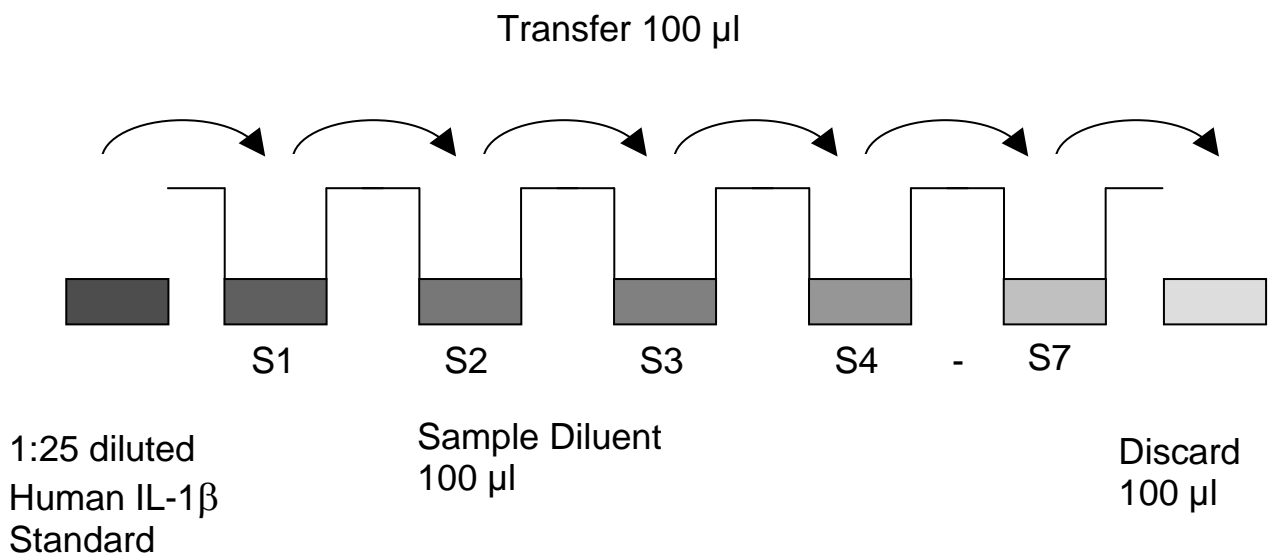 Transfer 100 µl
S1 S2 S3 S4 - S7
1:25 diluted
Human IL-1β
Standard
Sample Diluent
100 µl
Discard
100 µl